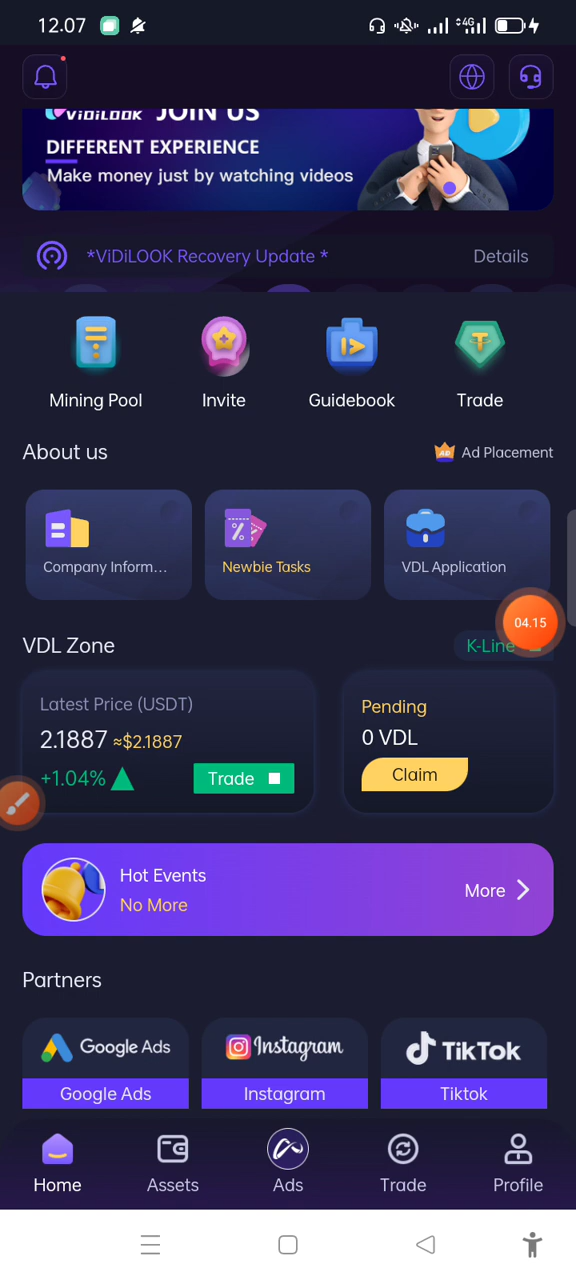 12.07
4G
ViDiLOOK JOIN US
DIFFERENT EXPERIENCE
Make money just by watching videos
*ViDiLOOK Recovery Update *
Details
Mining Pool
Invite
Guidebook
Trade
About us
AD
Ad Placement
Company Inform...
Newbie Tasks
VDL Application
04.15
VDL Zone
K-Line
Latest Price (USDT)
2.1887 ≈$2.1887
+1.04%
Trade
Pending
0 VDL
Claim
Hot Events
No More
More
Partners
Google Ads
Instagram
TikTok
Google Ads
Instagram
Tiktok
Home
Assets
Ads
Trade
Profile